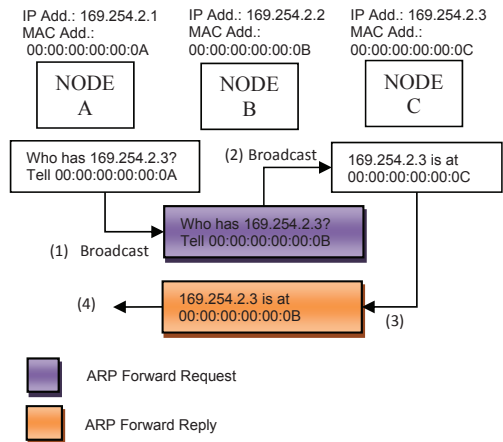 IP Add.: 169.254.2.1
MAC Add.:
00:00:00:00:00:0A
IP Add.: 169.254.2.2
MAC Add.:
00:00:00:00:00:0B
IP Add.: 169.254.2.3
MAC Add.:
00:00:00:00:00:0C
NODE
A
NODE
B
NODE
C
Who has 169.254.2.3?
Tell 00:00:00:00:00:0A
(2) Broadcast
169.254.2.3 is at
00:00:00:00:00:0C
(1) Broadcast
Who has 169.254.2.3?
Tell 00:00:00:00:00:0B
(4)
169.254.2.3 is at
00:00:00:00:00:0B
(3)
ARP Forward Request
ARP Forward Reply